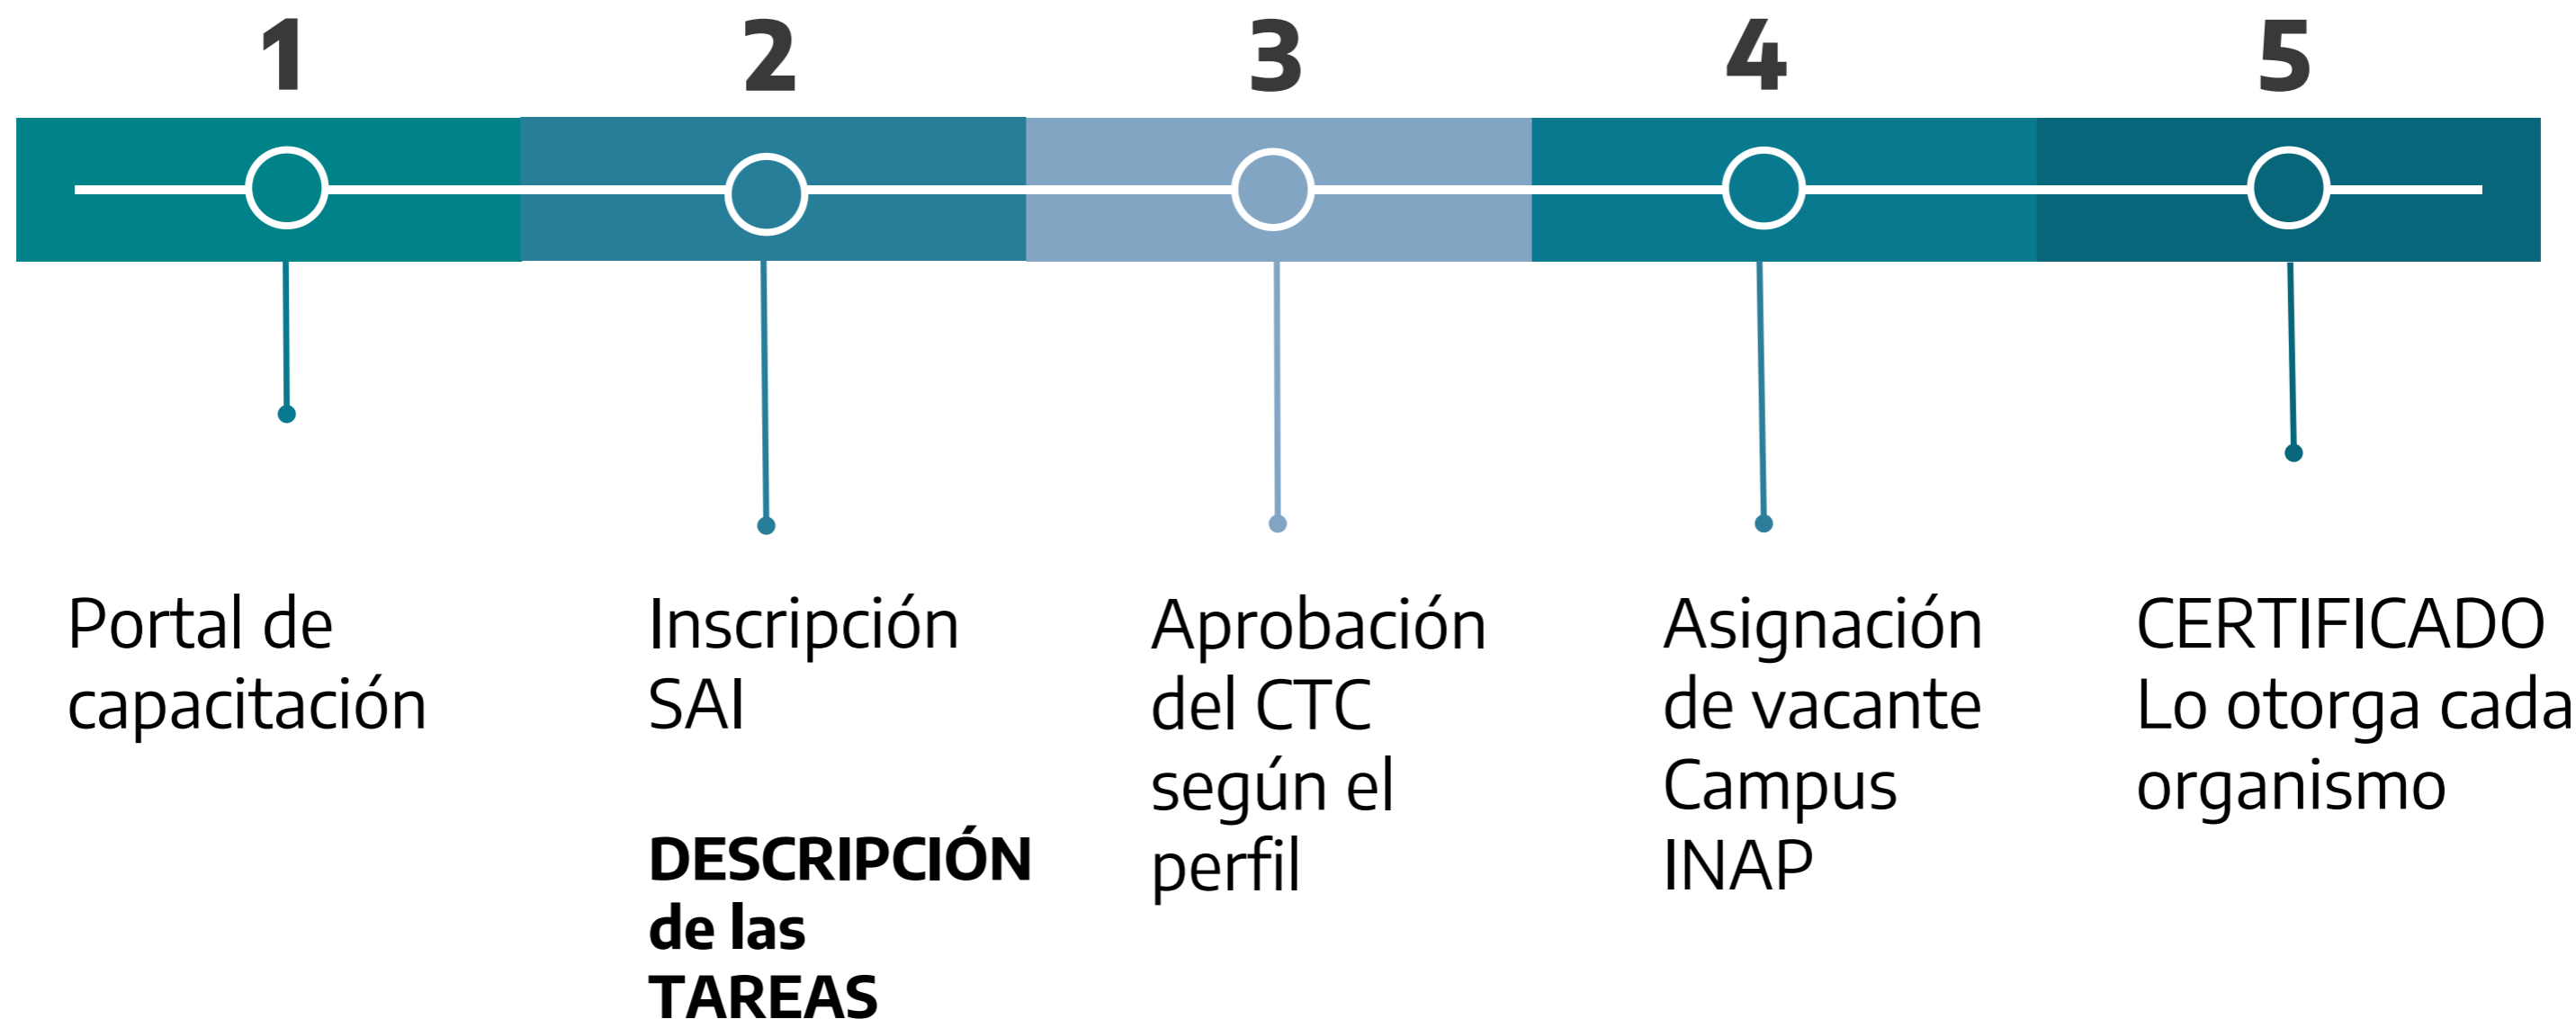 1
2
3
4
5
Portal de
capacitación
Inscripción
SAI
DESCRIPCIÓN
de las
TAREAS
Aprobación
del CTC
según el
perfil
Asignación
de vacante
Campus
INAP
CERTIFICADO
Lo otorga cada
organismo